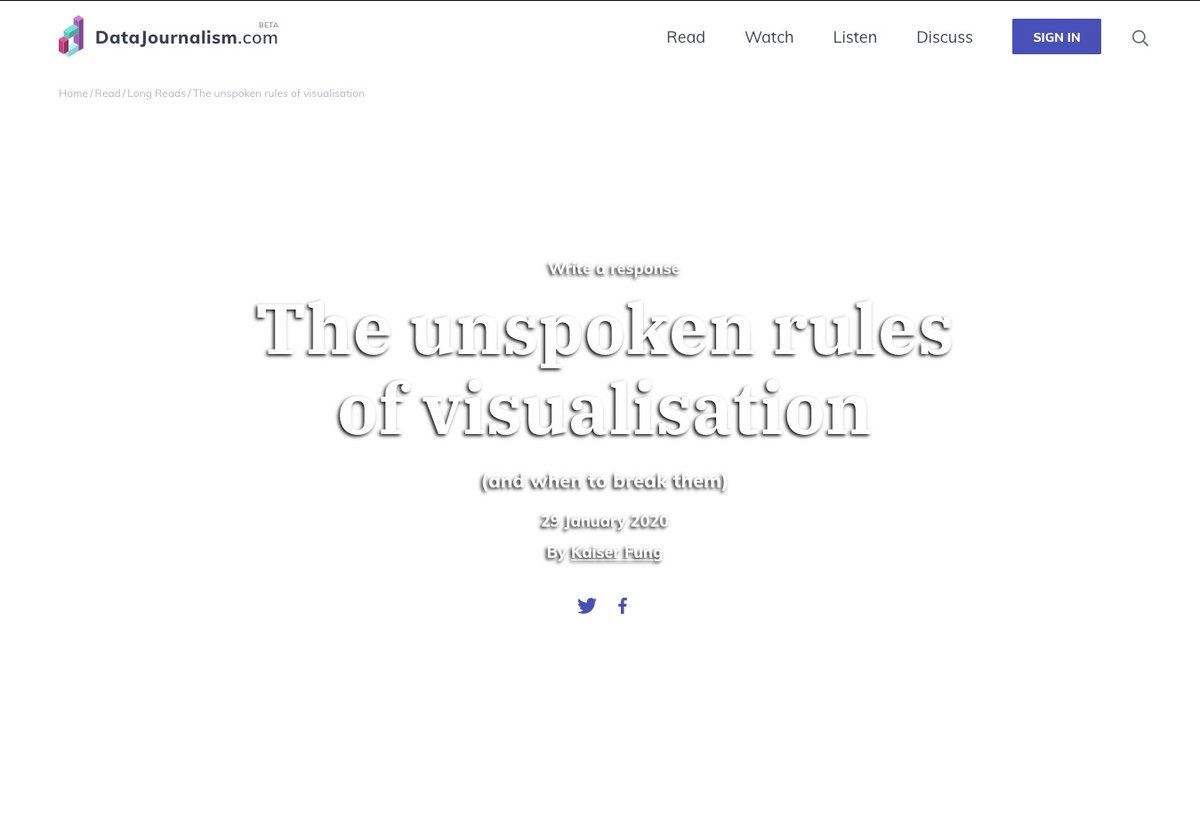 BETA
DataJournalism.com
Read Watch Listen Discuss SIGN IN
Home / Read / Long Reads / The unspoken rules of visualisation
Write a response
The unspoken rules
of visualisation
(and when to break them)
29 January 2020
By Kaiser Fung